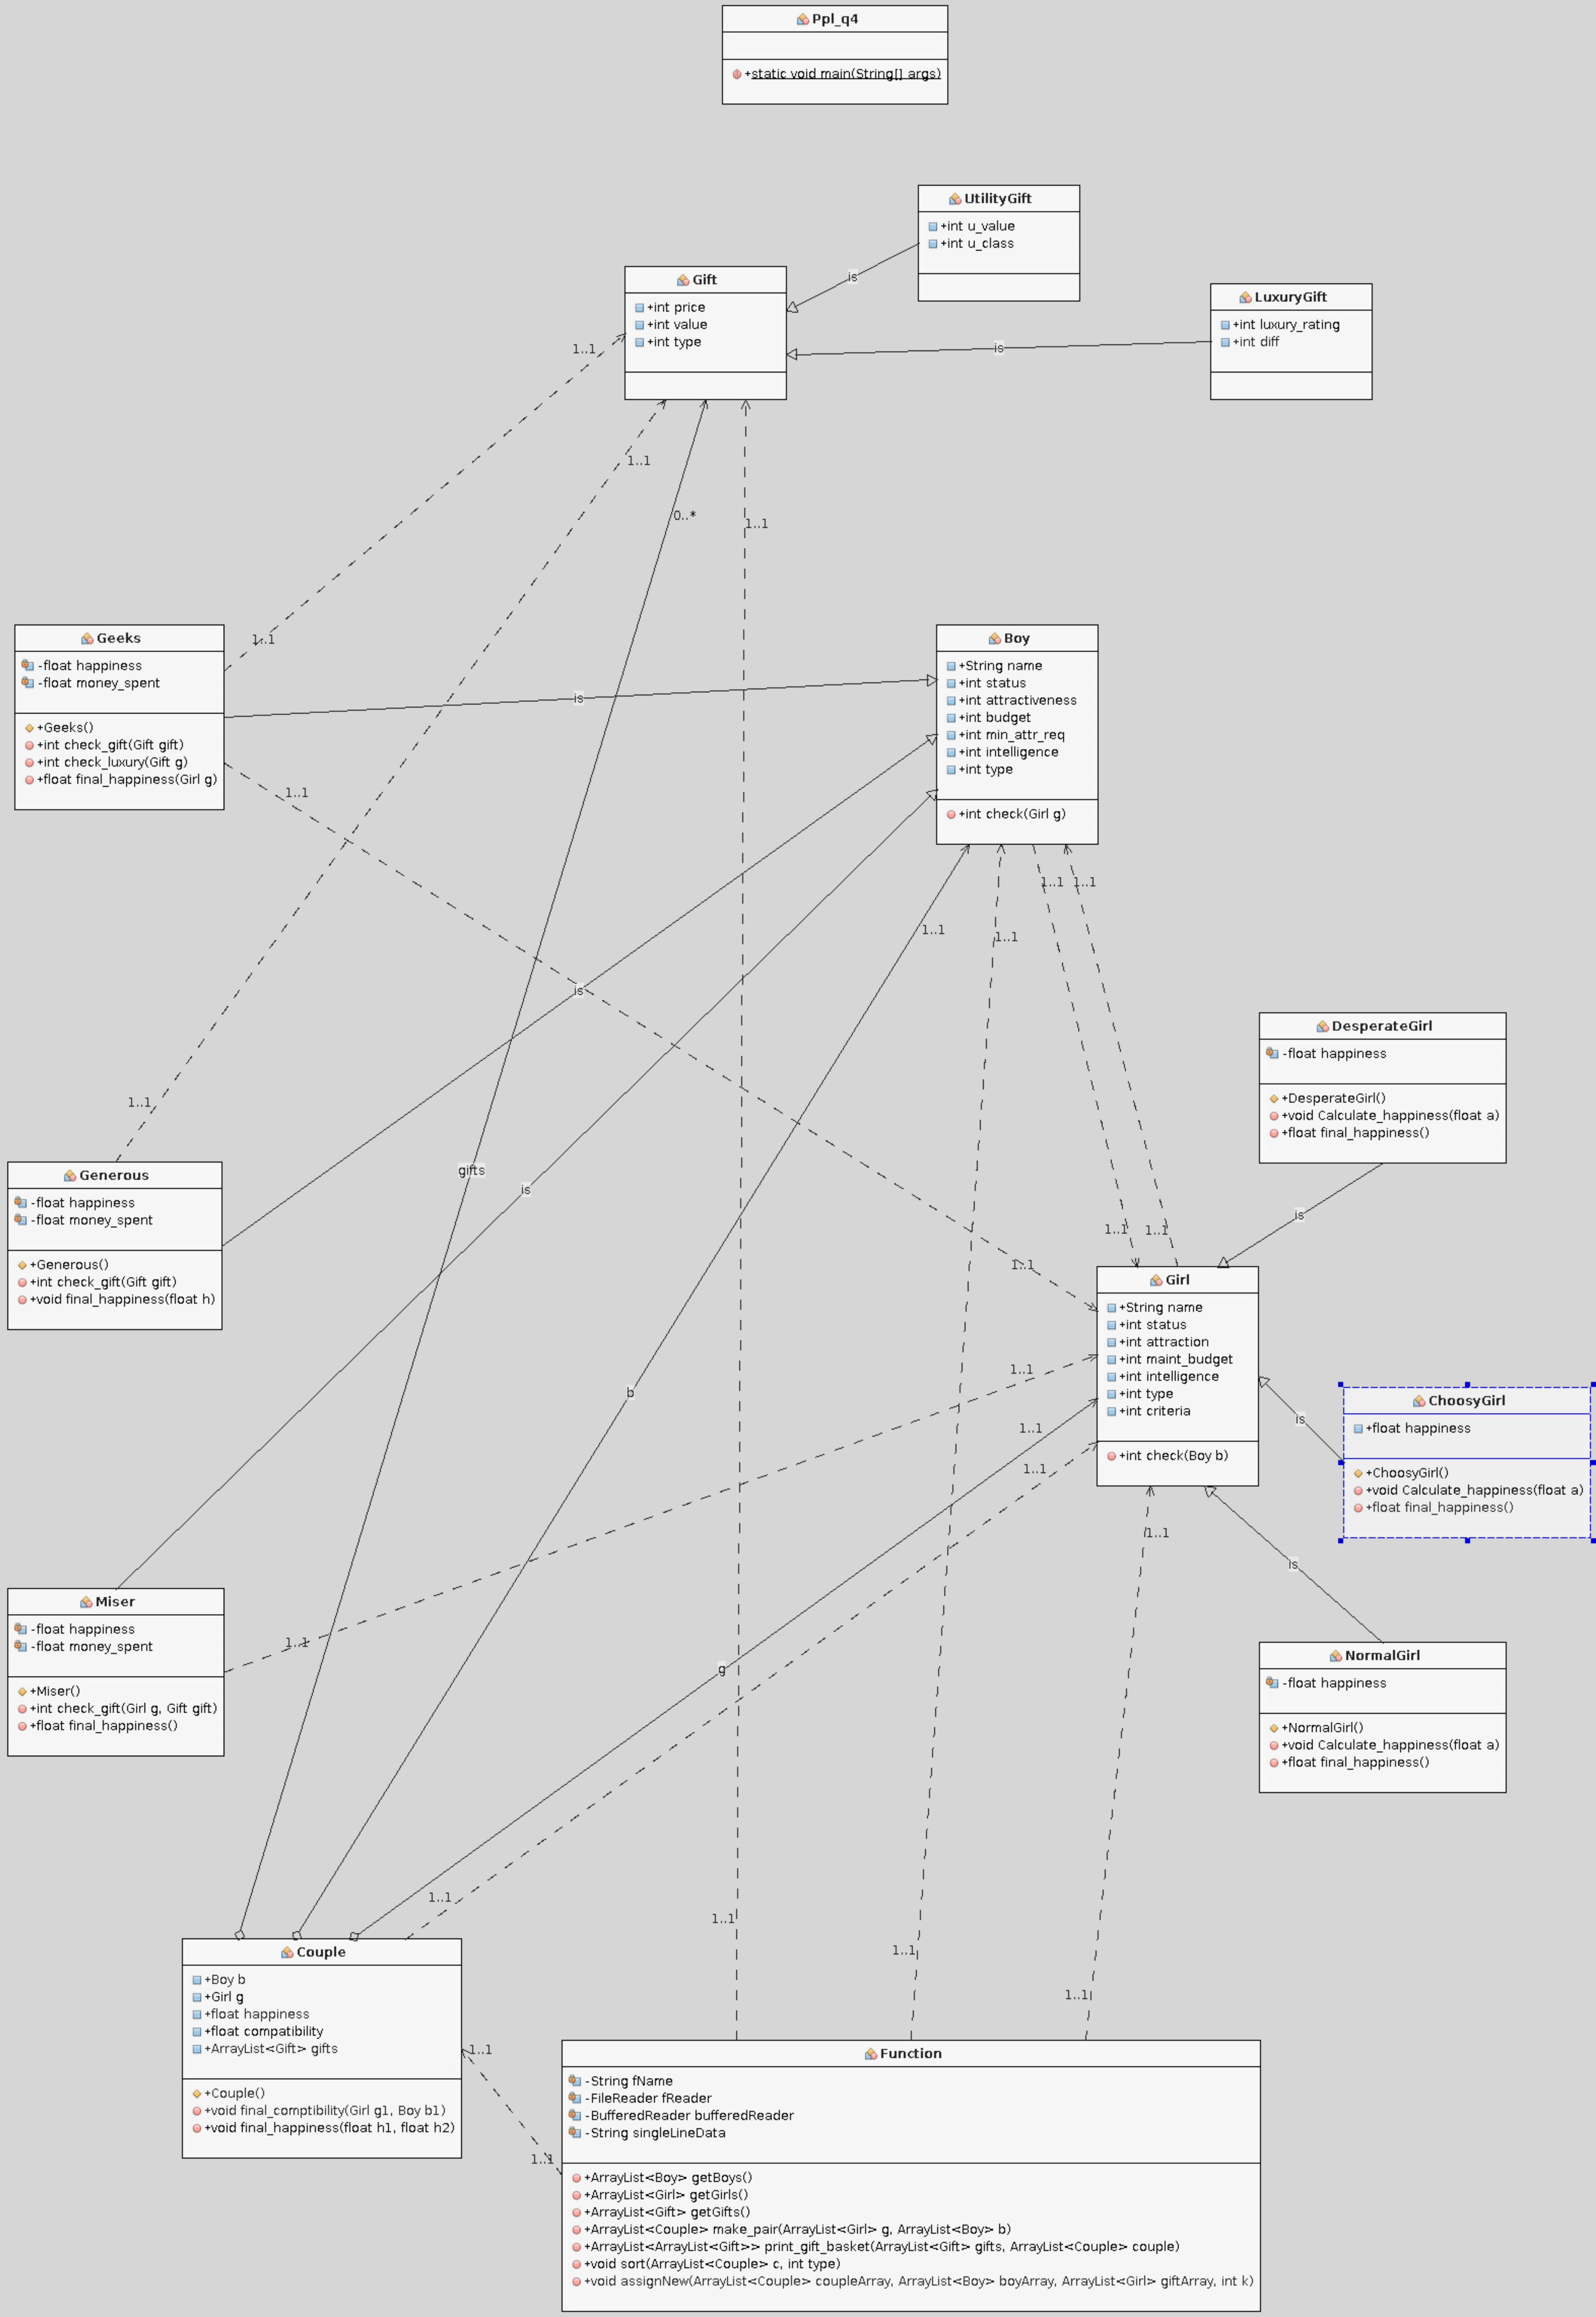 Ppl_q4
+static void main(String[] args)
UtilityGift
+int u_value
+int u_class
Gift
+int price
+int value
+int type
LuxuryGift
+int luxury_rating
+int diff
is
is
1..1
1..1
0..*
1..1
Geeks
-float happiness
-float money_spent
+Geeks()
+int check_gift(Gift gift)
+int check_luxury(Gift g)
+float final_happiness(Girl g)
1..1
is
1..1
Boy
+String name
+int status
+int attractiveness
+int budget
+int min_attr_req
+int intelligence
+int type
+int check(Girl g)
1..1
1..1
1..1
1..1
is
DesperateGirl
-float happiness
+DesperateGirl()
+void Calculate_happiness(float a)
+float final_happiness()
1..1
Generous
-float happiness
-float money_spent
+Generous()
+int check_gift(Gift gift)
+void final_happiness(float h)
gifts
is
is
1..1
1..1
1..1
Girl
+String name
+int status
+int attraction
+int maint_budget
+int intelligence
+int type
+int criteria
+int check(Boy b)
1..1
b
1..1
1..1
is
ChoosyGirl
+float happiness
+ChoosyGirl()
+void Calculate_happiness(float a)
+float final_happiness()
1..1
is
Miser
-float happiness
-float money_spent
+Miser()
+int check_gift(Girl g, Gift gift)
+float final_happiness()
1..1
g
NormalGirl
-float happiness
+NormalGirl()
+void Calculate_happiness(float a)
+float final_happiness()
1..1
1..1
1..1
1..1
Couple
+Boy b
+Girl g
+float happiness
+float compatibility
+ArrayList<Gift> gifts
+Couple()
+void final_comptibility(Girl g1, Boy b1)
+void final_happiness(float h1, float h2)
1..1
1..1
Function
-String fName
-FileReader fReader
-BufferedReader bufferedReader
-String singleLineData
+ArrayList<Boy> getBoys()
+ArrayList<Girl> getGirls()
+ArrayList<Gift> getGifts()
+ArrayList<Couple> make_pair(ArrayList<Girl> g, ArrayList<Boy> b)
+ArrayList<ArrayList<Gift>> print_gift_basket(ArrayList<Gift> gifts, ArrayList<Couple> couple)
+void sort(ArrayList<Couple> c, int type)
+void assignNew(ArrayList<Couple> coupleArray, ArrayList<Boy> boyArray, ArrayList<Girl> giftArray, int k)